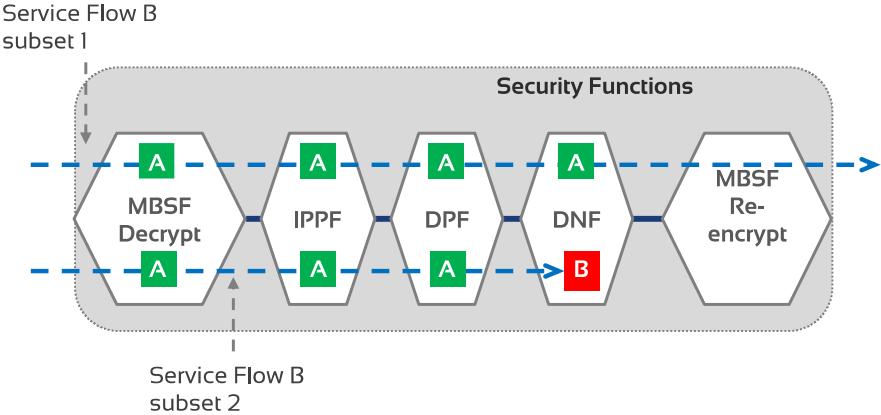 Service Flow B
subset 1
Security Functions
A
A
A
A
MBSF
Decrypt
IPPF
DPF
DNF
MBSF
Re-
encrypt
A
A
A
B
Service Flow B
subset 2